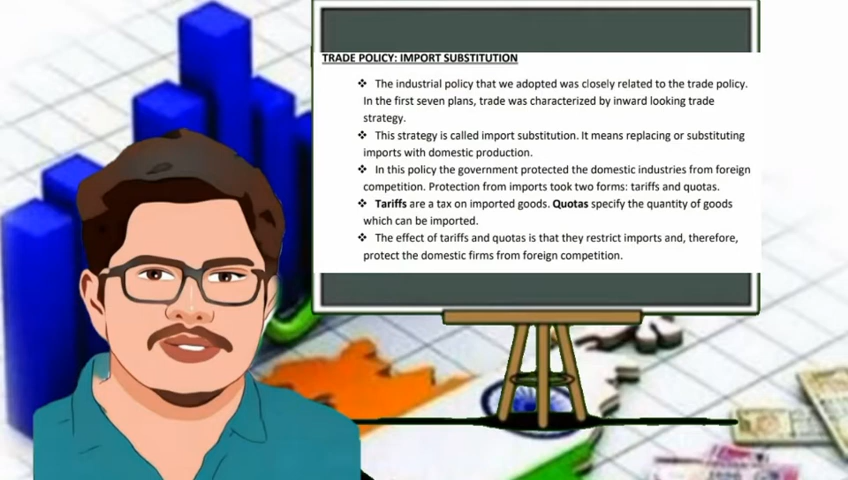 TRADE POLICY: IMPORT SUBSTITUTION
❖ The industrial policy that we adopted was closely related to the trade policy.
In the first seven plans, trade was characterized by inward looking trade
strategy.
❖ This strategy is called import substitution. It means replacing or substituting
imports with domestic production.
❖ In this policy the government protected the domestic industries from foreign
competition. Protection from imports took two forms: tariffs and quotas.
❖ Tariffs are a tax on imported goods. Quotas specify the quantity of goods
which can be imported.
❖ The effect of tariffs and quotas is that they restrict imports and, therefore,
protect the domestic firms from foreign competition.